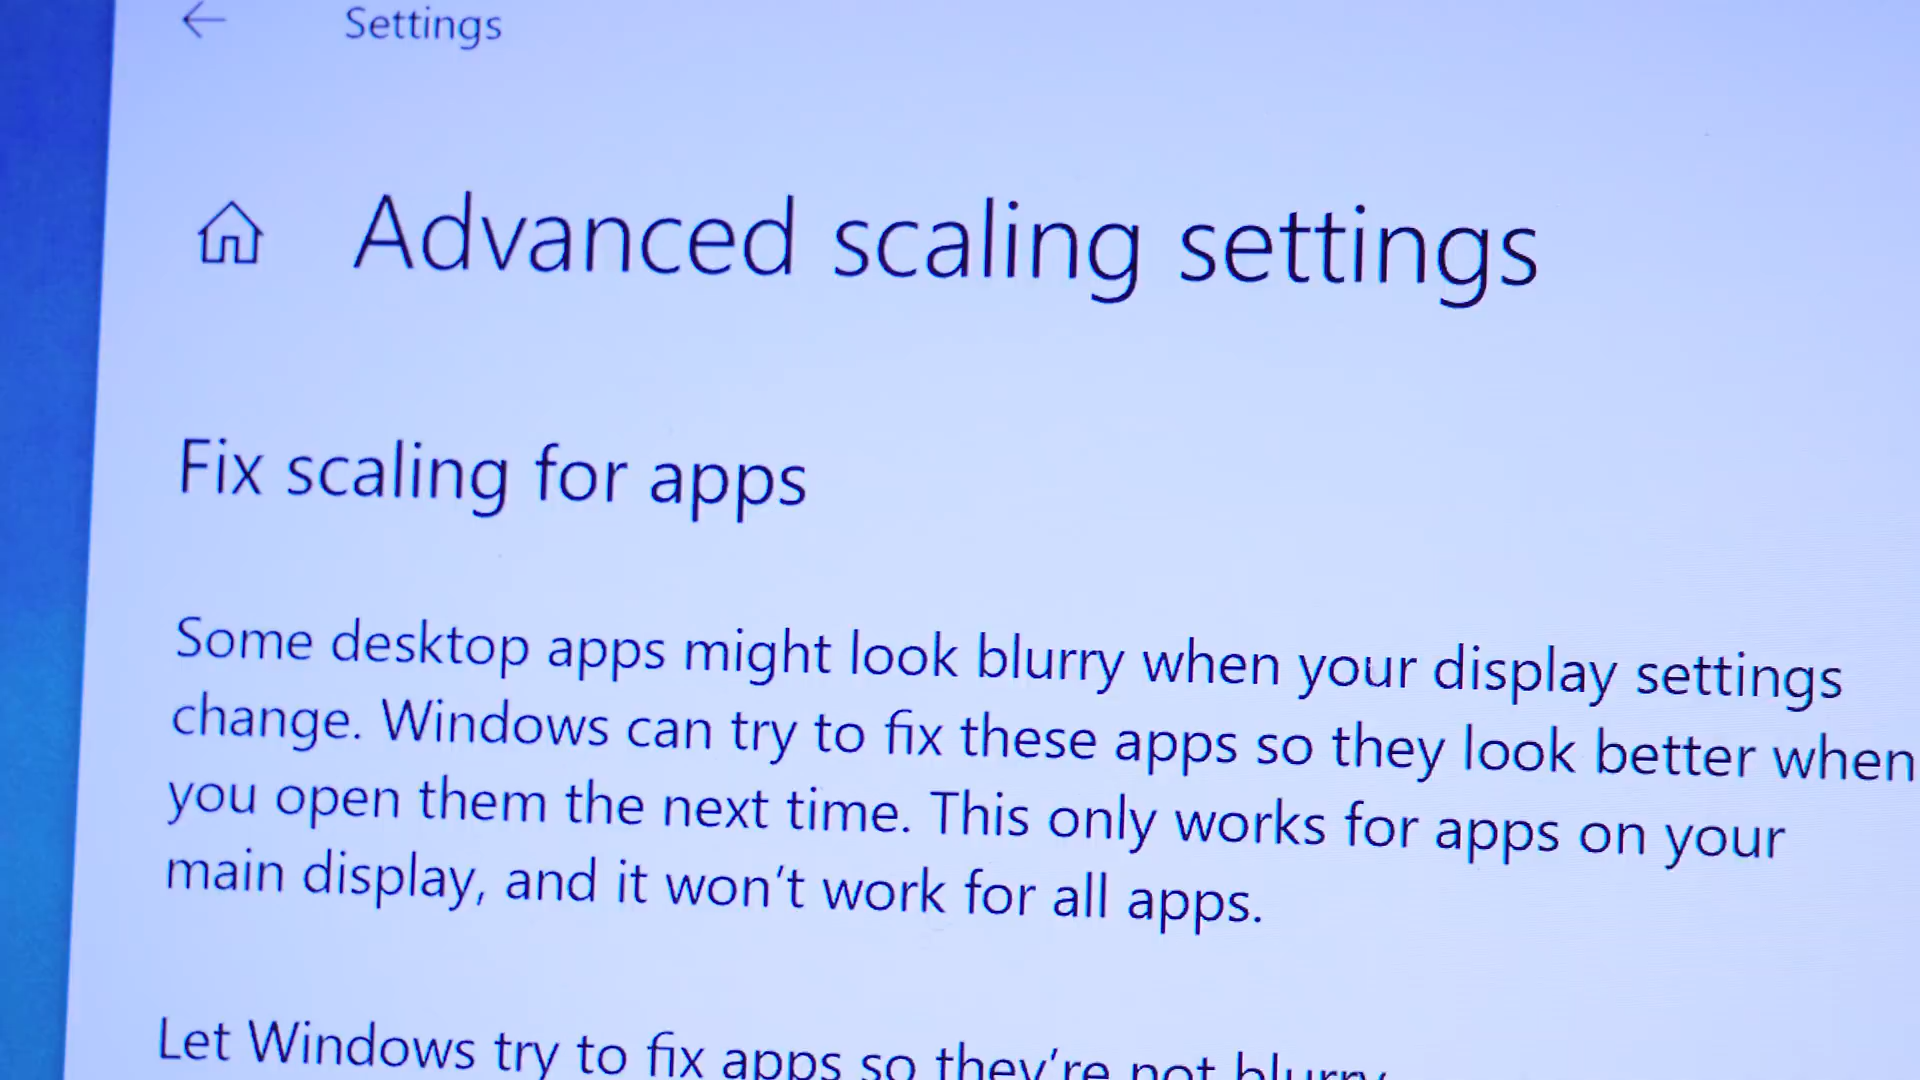 Settings
Advanced scaling settings
Fix scaling for apps
Some desktop apps might look blurry when your display settings
change. Windows can try to fix these apps so they look better when
you open them the next time. This only works for apps on your
main display, and it won't work for all apps.
Let Windows try to fix apps so they're not blurry